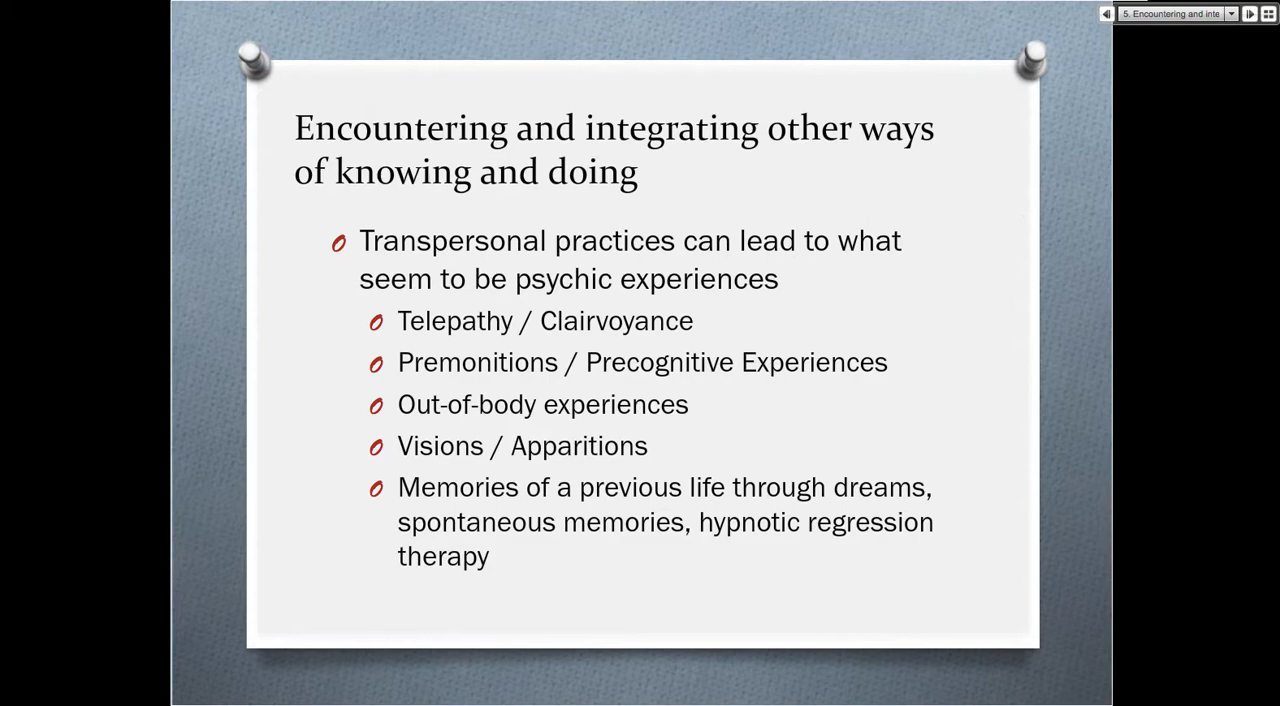 5. Encountering and inte
Encountering and integrating other ways
of knowing and doing
Transpersonal practices can lead to what
seem to be psychic experiences
Telepathy / Clairvoyance
Premonitions / Precognitive Experiences
Out-of-body experiences
Visions / Apparitions
Memories of a previous life through dreams,
spontaneous memories, hypnotic regression
therapy